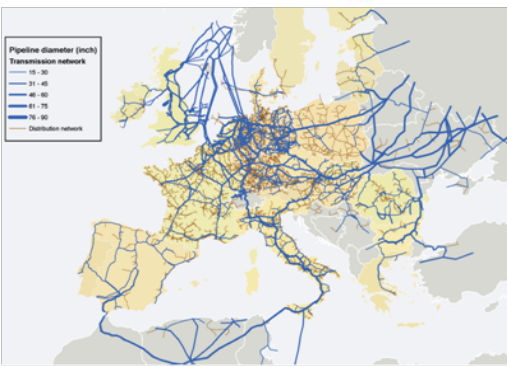 Pipeline diameter (inch)
Transmission network
15 - 30
31 - 45
46 - 60
61 - 75
76 - 90
Distribution network